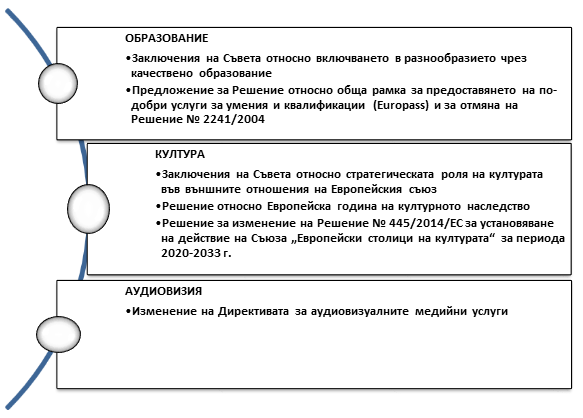 ОБРАЗОВАНИЕ
•Заключения на Съвета относно включването в разнообразието чрез
качествено образование
•Предложение за Решение относно обща рамка за предоставянето на по-
добри услуги за умения и квалификации (Europass) и за отмяна на
Решение № 2241/2004
КУЛТУРА
•Заключения на Съвета относно стратегическата роля на културата
във външните отношения на Европейския съюз
•Решение относно Европейска година на културното наследство
•Решение за изменение на Решение № 445/2014/ЕС за установяване
на действие на Съюза „Европейски столици на културата“ за периода
2020-2033 г.
АУДИОВИЗИЯ
•Изменение на Директивата за аудиовизуалните медийни услуги